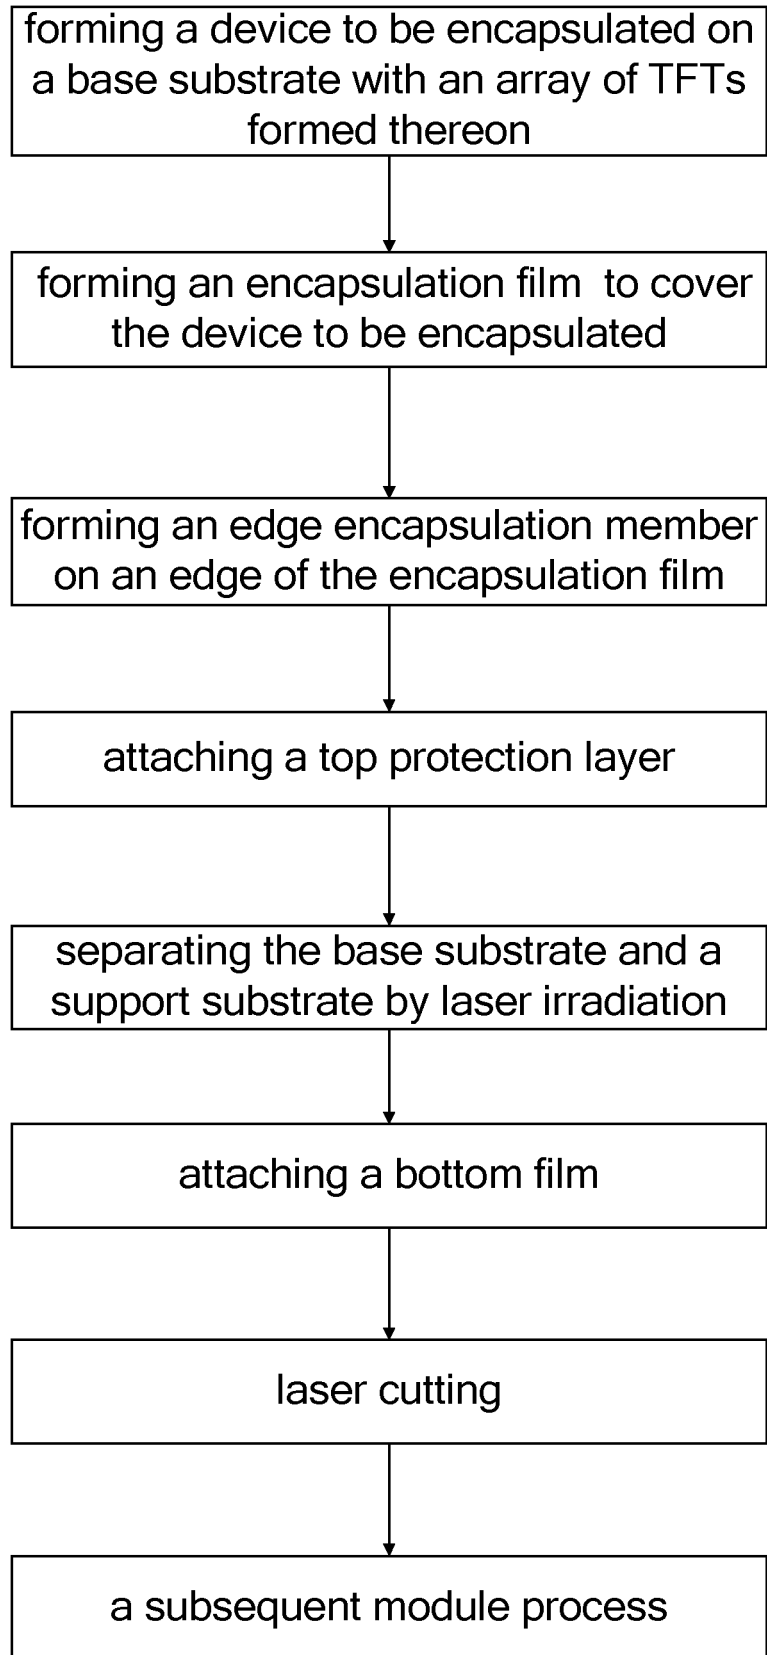 forming a device to be encapsulated on
a base substrate with an array of TFTs
formed thereon
forming an encapsulation film to cover
the device to be encapsulated
forming an edge encapsulation member
on an edge of the encapsulation film
attaching a top protection layer
separating the base substrate and a
support substrate by laser irradiation
attaching a bottom film
laser cutting
a subsequent module process